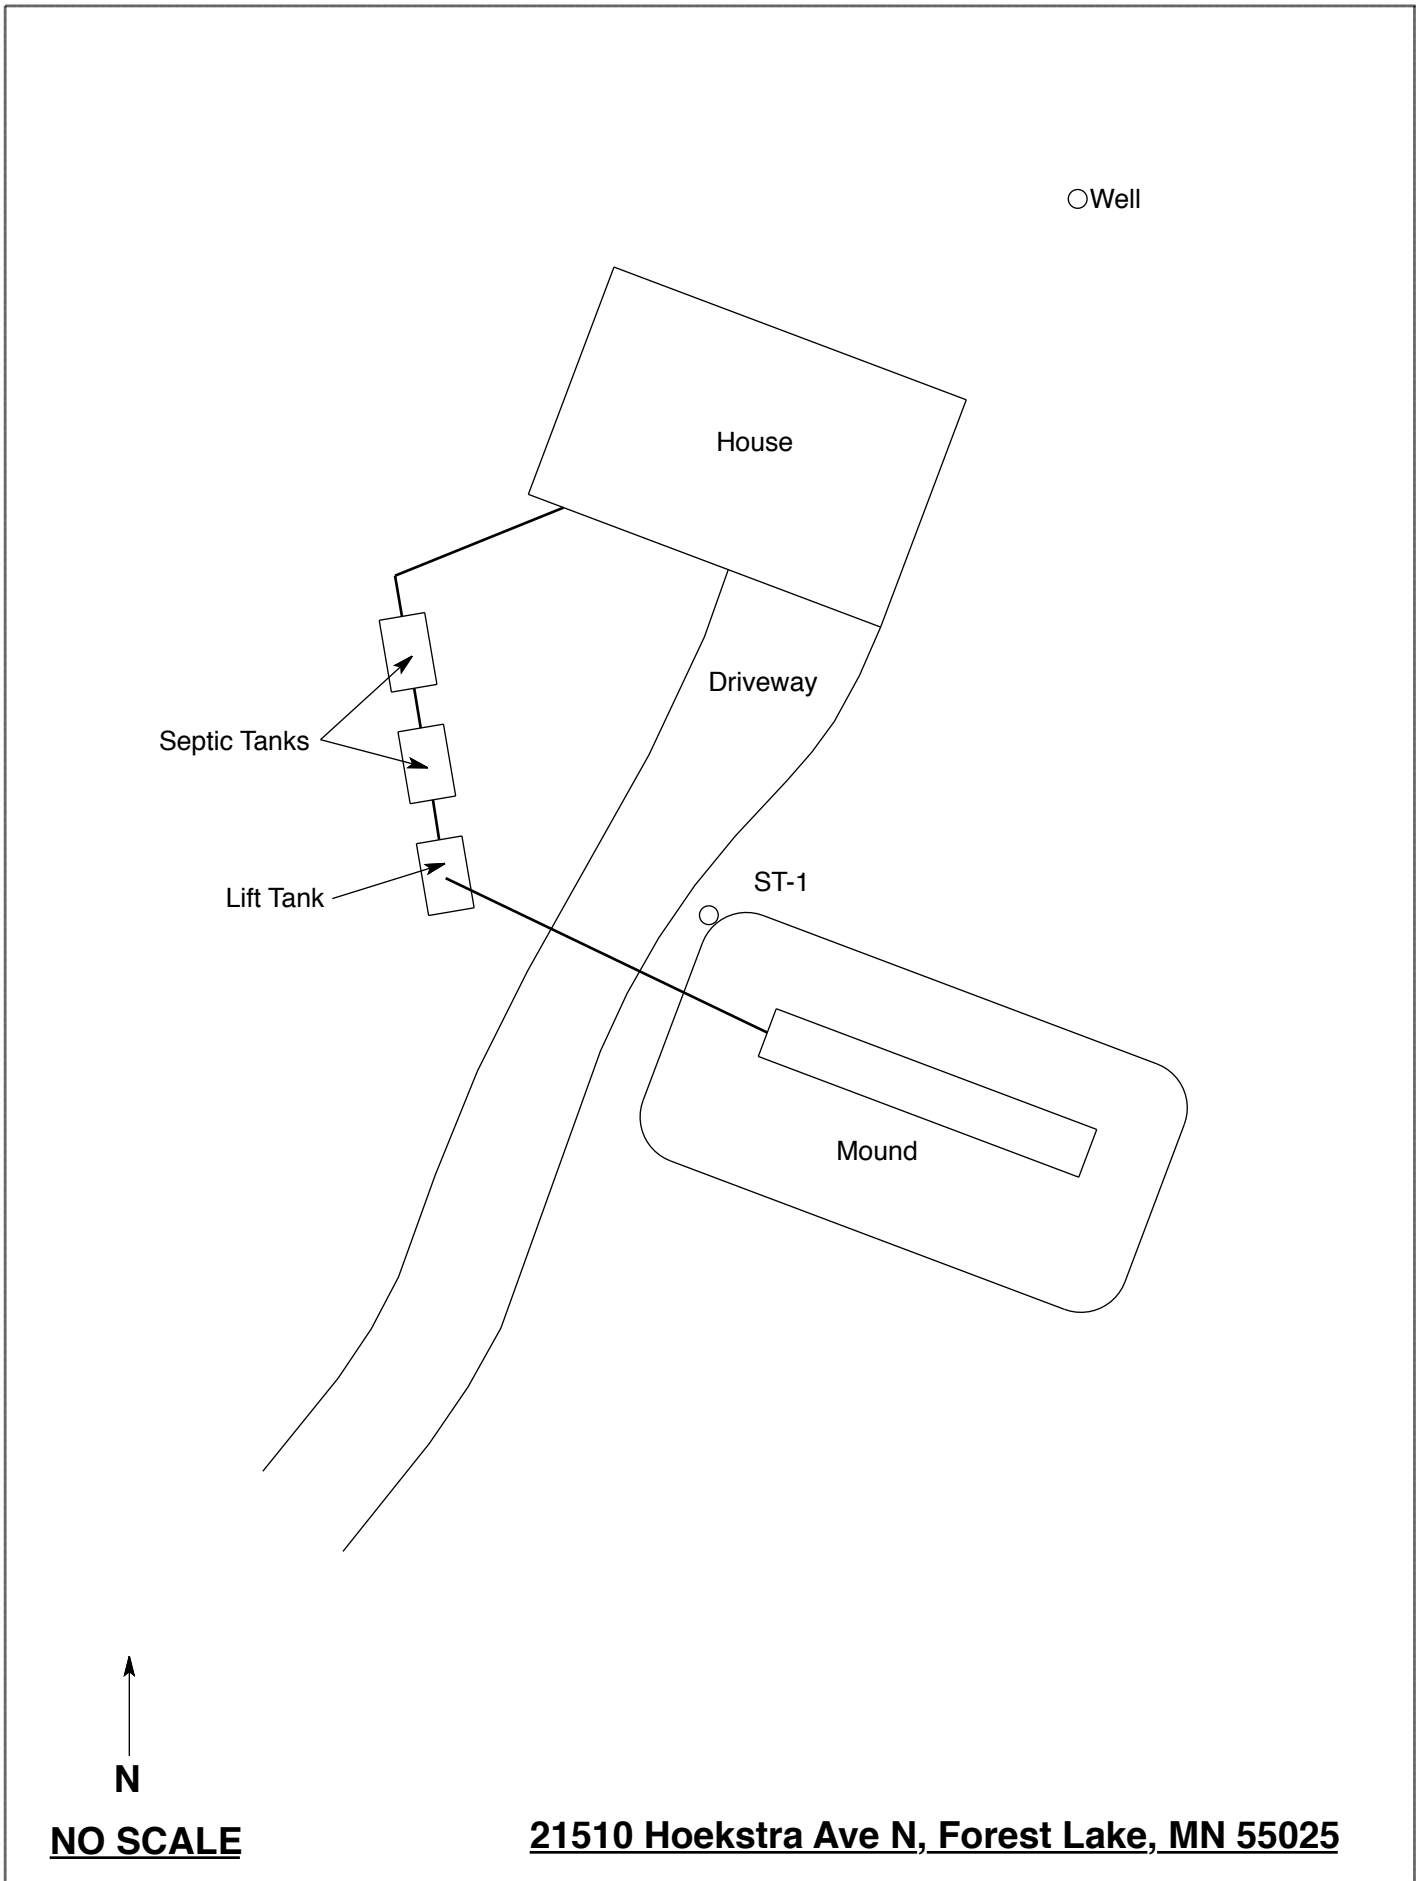 Well
House
Driveway
Septic Tanks
ST-1
Lift Tank
Mound
N
NO SCALE
21510 Hoekstra Ave N, Forest Lake, MN 55025